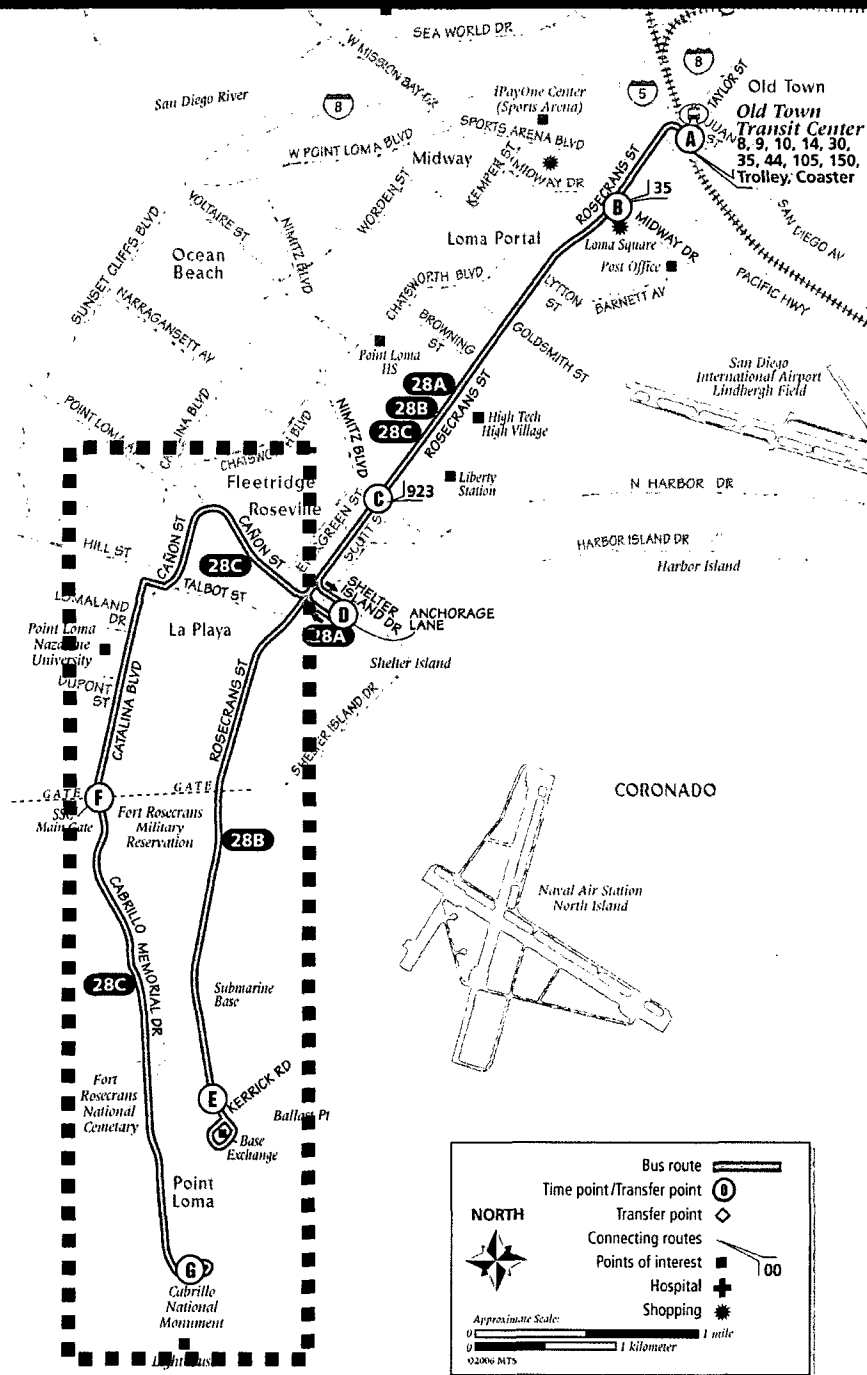 SEA WORLD DR
W MISSION BAY DR
8
8
5
TAYLOR ST
Old Town
JUAN ST
Old Town
Transit Center
8, 9, 10, 14, 30,
35, 44, 105, 150,
Trolley, Coaster
A
San Diego River
iPayOne Center
(Sports Arena)
SPORTS ARENA BLVD
W POINT LOMA BLVD
Midway
KEMPER ST
MIDWAY DR
ROSECRANS ST
35
B
MIDWAY DR
SAN DIEGO AV
VOLTAIRE ST
WORDEN ST
NIMITZ BLVD
Loma Portal
Loma Square
Post Office
PACIFIC HWY
SUNSET CLIFFS BLVD
Ocean
Beach
CHATSWORTH BLVD
LYTTON
ST
BARNETT AV
NARRAGANSETT AV
BROWNING
ST
GOLDSMITH ST
Point Loma
HS
San Diego
International Airport
Lindbergh Field
28A
28B
28C
ROSECRANS ST
POINT LOMA
NIMITZ BLVD
High Tech
High Village
Fleetridge
Roseville
Liberty
Station
C
923
N HARBOR DR
SCOTT S
HARBOR ISLAND DR
Harbor Island
HILL ST
CAÑON ST
CAÑON ST
28C
TALBOT ST
SHELTER
ISLAND DR
D
ANCHORAGE
LANE
28A
LOMALAND
DR
La Playa
Point Loma
Nazarene
University
Shelter Island
DUPONT
ST
CATALINA BLVD
ROSECRANS ST
SHELTER ISLAND DR
GATE
F
GATE
Main Gate
Fort Rosecrans
Military
Reservation
CORONADO
28B
Naval Air Station
North Island
CABRILLO MEMORIAL DR
28C
Submarine
Base
Fort
Rosecrans
National
Cemetary
E
KERRICK RD
Ballast Pt
Base
Exchange
Point
Loma
G
Cabrillo
National
Monument
NORTH
Bus route
Time point/Transfer point
0
Transfer point
Connecting routes
00
Points of interest
Hospital
Shopping
Approximate Scale:
0
1 mile
0
1 kilometer
©2006 MTS